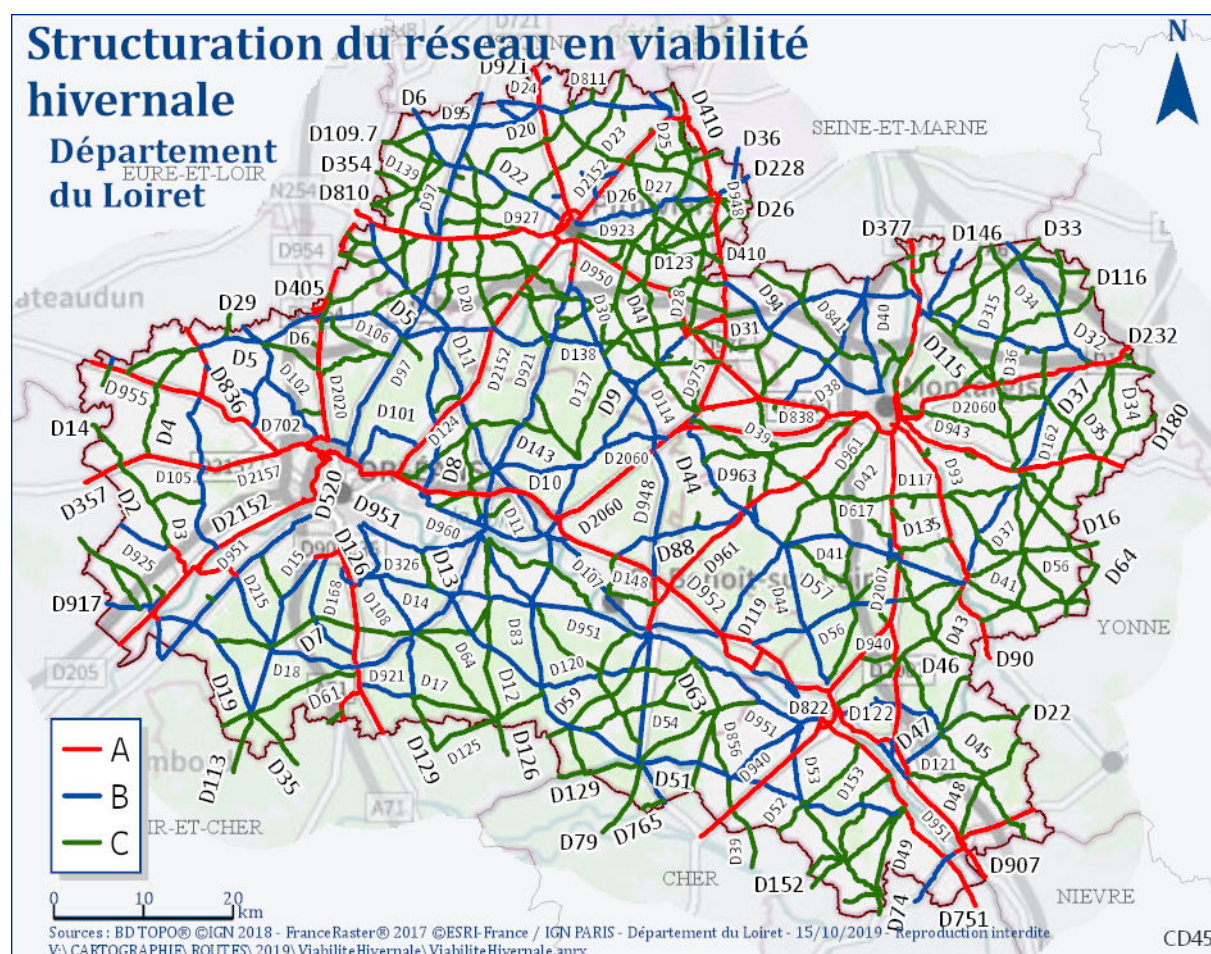 Structuration du réseau en viabilité
hivernale
Département
du Loiret
N
D921
D811
D24
D6
D95
D410
D20
D23
D25
D36
SEINE-ET-MARNE
D109.7
D354
EURE-ET-LOIR
D139
D22
D2152
D228
D26
D27
D948
N254
D810
D97
D927
D26
D923
D377
D146
D33
D954
D410
D123
D950
D116
D405
D20
D28
D94
D315
D34
D29
D30
D44
D841
D40
ateaudun
D5
D106
D31
D232
D6
D5
D11
D2152
D921
D138
D32
D36
D115
D97
D975
D955
D102
D2020
D137
D9
D38
D37
D836
D101
D114
D2060
D34
D14
D4
D702
D124
D838
D943
D35
D180
D39
D162
D8
D143
D2060
D961
D105
D2157
D10
D44
D963
D42
D117
D93
D357
D2
D520
D2152
D948
D3
D951
D2060
D617
D135
D16
D951
D960
D11
D37
D925
D126
D88
D961
D41
D64
D15
D326
D13
D107
D148
D56
D215
D168
D57
D2007
D41
D917
D108
D14
D952
D119
D44
D43
YONNE
D7
D83
D951
D56
D940
D205
D18
D64
D90
D120
D46
D921
D17
D12
D63
D19
D61
D59
D822
D122
D22
A
D54
D951
D47
D45
D125
D856
B
D113
D35
D129
D126
D940
D121
D129
D51
D53
D153
D48
C
A71
D52
IR-ET-CHER
D79
D765
D951
D39
D49
D907
CHER
D152
NIEVRE
0 10 20
km
D74
D751
Sources : BD TOPO® ©IGN 2018 - FranceRaster® 2017 ©ESRI-France / IGN PARIS - Département du Loiret - 15/10/2019 - Reproduction interdite
V:\ CARTOGRAPHIE\ ROUTES\ 2019\ ViabiliteHivernale\ ViabiliteHivernale.aprx
CD45